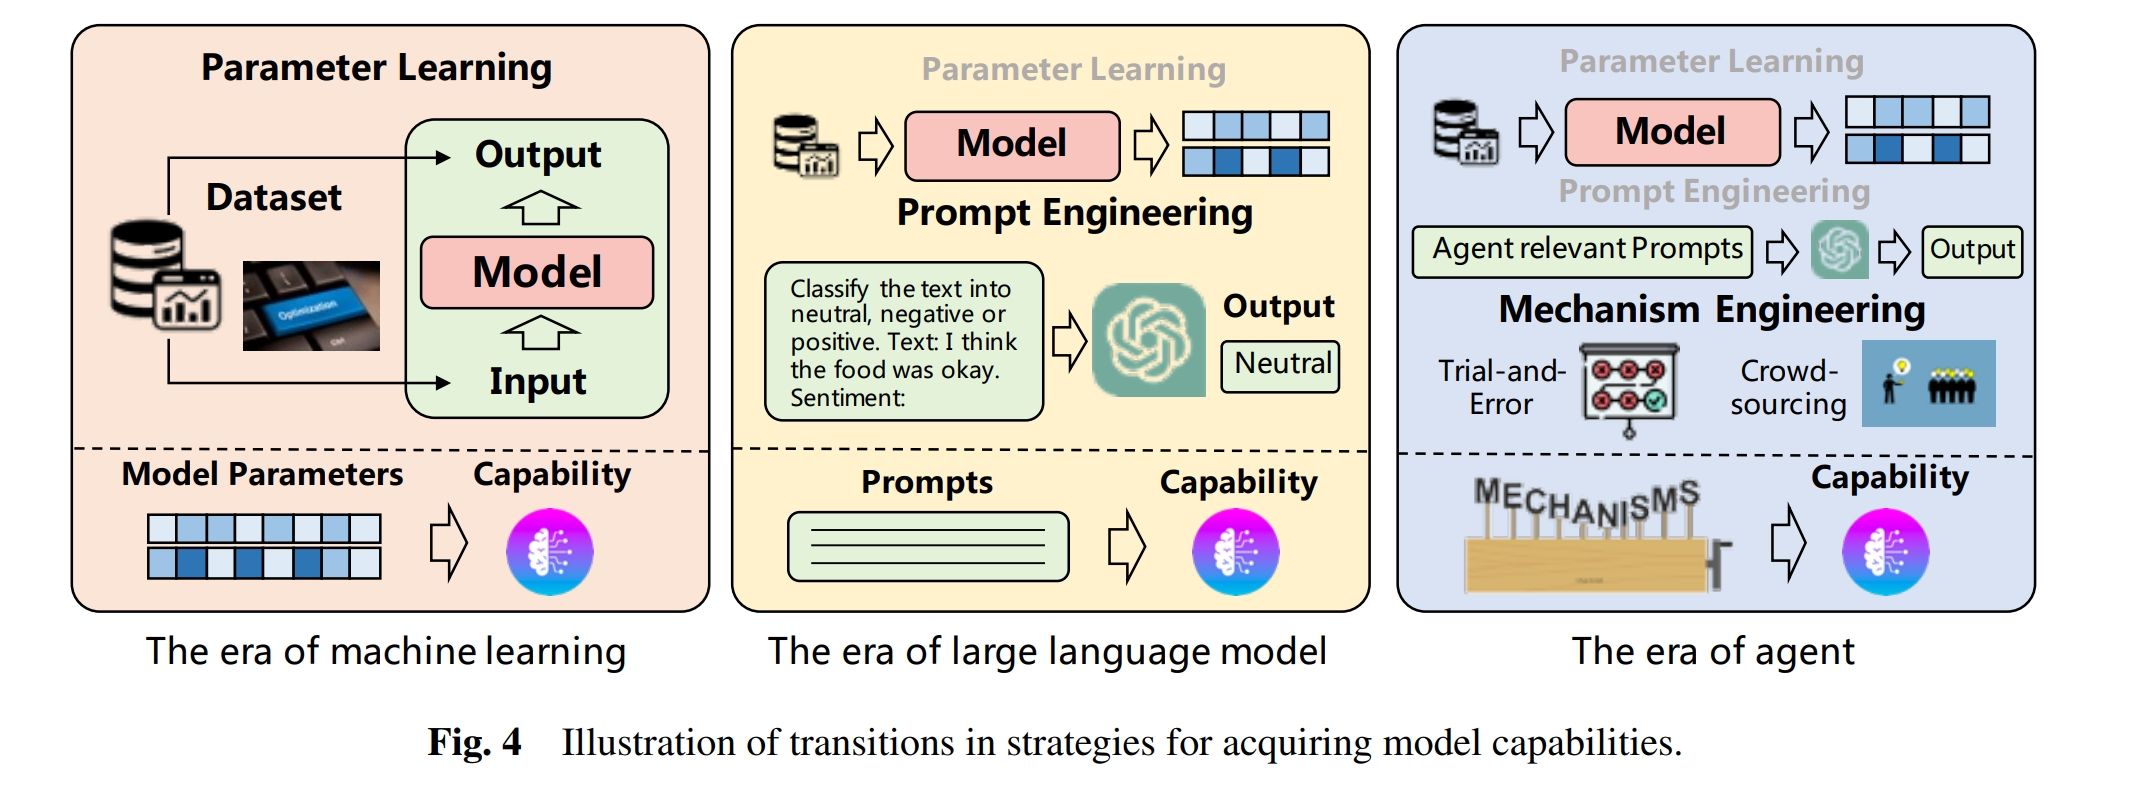 Parameter Learning
Output
Dataset
Model
Optimization
Ctrl
Input
Model Parameters
Capability
The era of machine learning
Parameter Learning
Model
Prompt Engineering
Classify the text into
neutral, negative or
positive. Text: I think
the food was okay.
Sentiment:
Output
Neutral
Prompts
Capability
The era of large language model
Parameter Learning
Model
Prompt Engineering
Agent relevant Prompts
Output
Mechanism Engineering
Trial-and-
Error
Crowd-
sourcing
MECHANISMS
Capability
The era of agent
Fig. 4 Illustration of transitions in strategies for acquiring model capabilities.